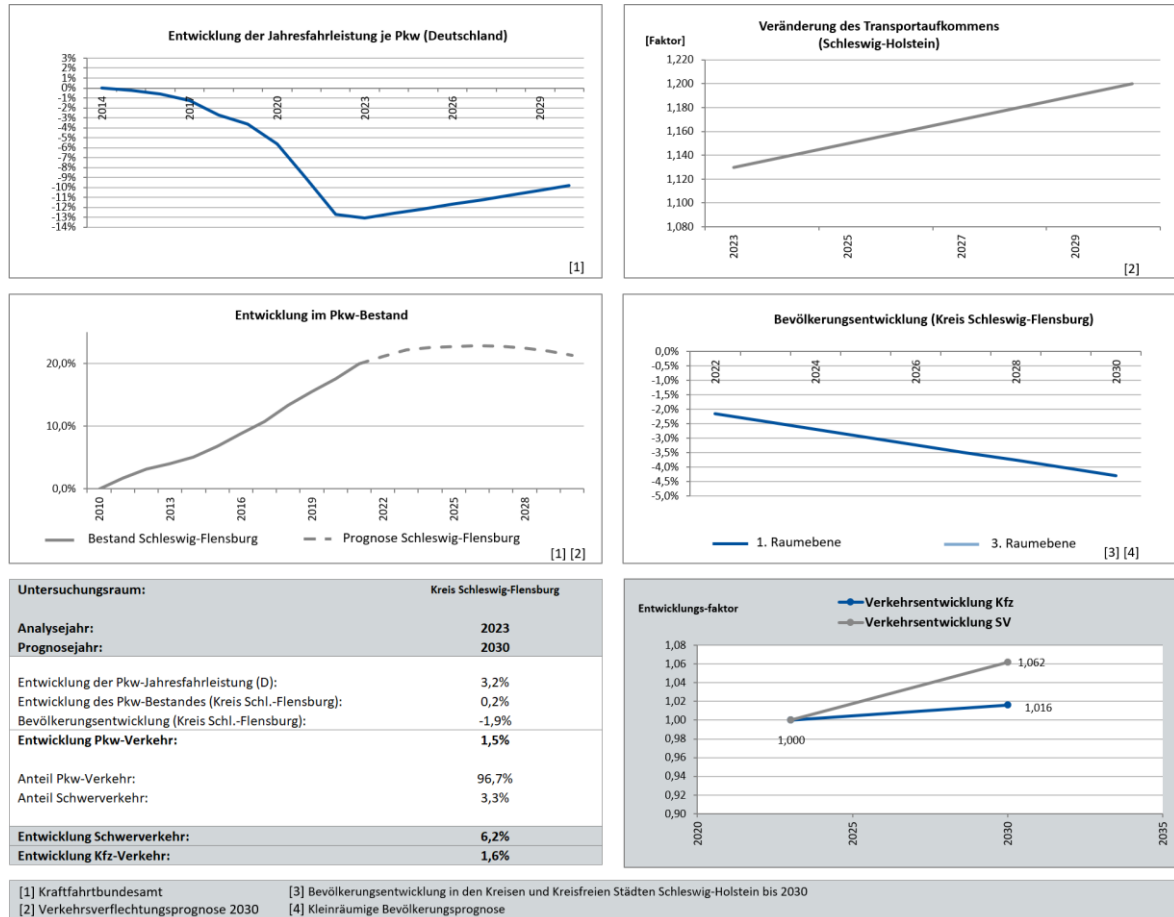 Entwicklung der Jahresfahrleistung je Pkw (Deutschland)
3%
2%
1%
0%
-1%
-2%
-3%
-4%
-5%
-6%
-7%
-8%
-9%
-10%
-11%
-12%
-13%
-14%
2014
2017
2020
2023
2026
2029
[1]
Veränderung des Transportaufkommens
(Schleswig-Holstein)
[Faktor]
1,220
1,200
1,180
1,160
1,140
1,120
1,100
1,080
2023
2025
2027
2029
[2]
Entwicklung im Pkw-Bestand
20,0%
10,0%
0,0%
2010
2013
2016
2019
2022
2025
2028
Bestand Schleswig-Flensburg
Prognose Schleswig-Flensburg
[1] [2]
Bevölkerungsentwicklung (Kreis Schleswig-Flensburg)
0,0%
-0,5%
-1,0%
-1,5%
-2,0%
-2,5%
-3,0%
-3,5%
-4,0%
-4,5%
-5,0%
2022
2024
2026
2028
2030
1. Raumebene
3. Raumebene
[3] [4]
Untersuchungsraum: Kreis Schleswig-Flensburg
Analysejahr: 2023
Prognosejahr: 2030
Entwicklung der Pkw-Jahresfahrleistung (D): 3,2%
Entwicklung des Pkw-Bestandes (Kreis Schl.-Flensburg): 0,2%
Bevölkerungsentwicklung (Kreis Schl.-Flensburg): -1,9%
Entwicklung Pkw-Verkehr: 1,5%
Anteil Pkw-Verkehr: 96,7%
Anteil Schwerverkehr: 3,3%
Entwicklung Schwerverkehr: 6,2%
Entwicklung Kfz-Verkehr: 1,6%
Entwicklungs-faktor
Verkehrsentwicklung Kfz
Verkehrsentwicklung SV
1,08
1,06
1,04
1,02
1,00
0,98
0,96
0,94
0,92
0,90
1,062
1,016
1,000
2020
2025
2030
2035
[1] Kraftfahrtbundesamt
[2] Verkehrsverflechtungsprognose 2030
[3] Bevölkerungsentwicklung in den Kreisen und Kreisfreien Städten Schleswig-Holstein bis 2030
[4] Kleinräumige Bevölkerungsprognose